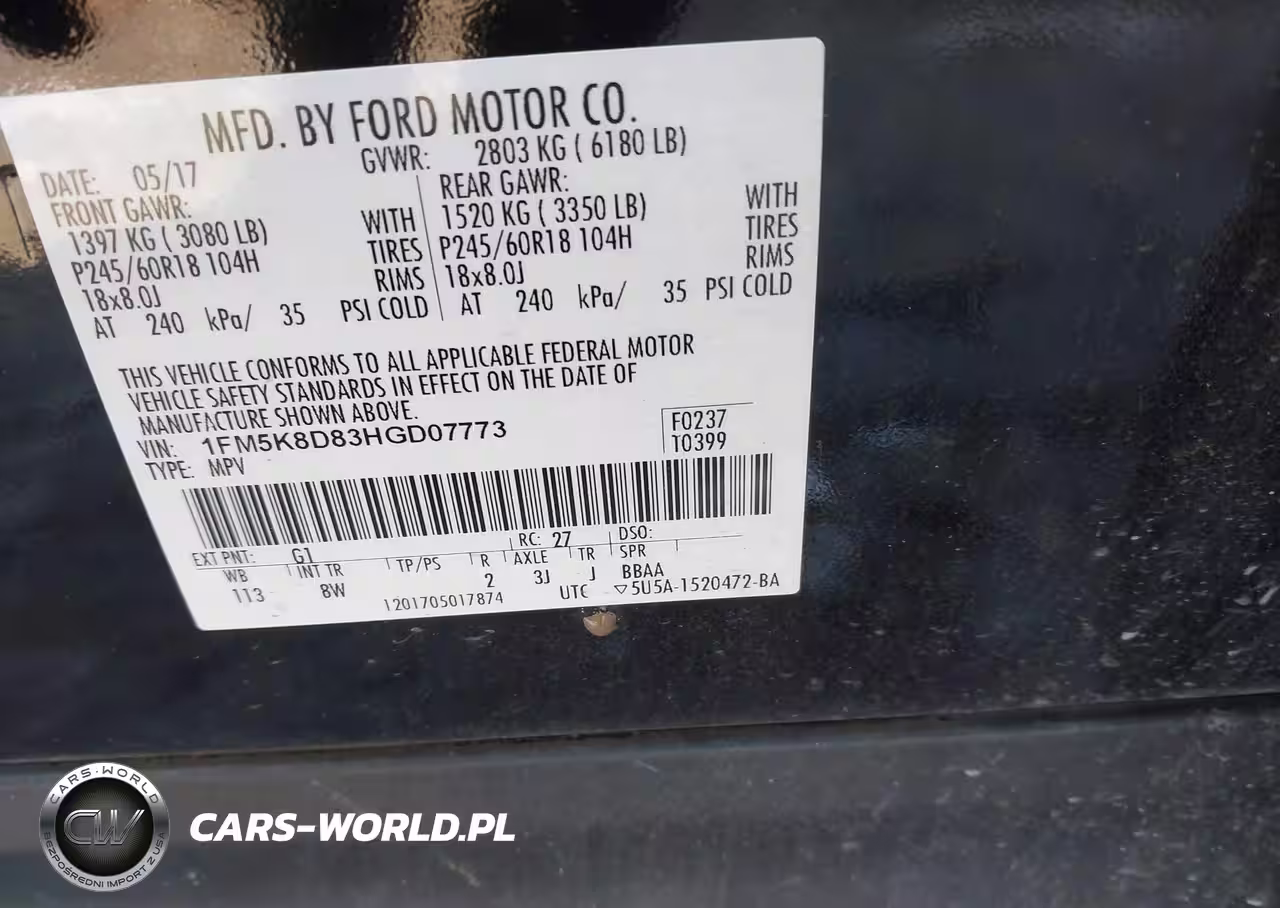 MFD. BY FORD MOTOR CO.
DATE: 05/17 GVWR: 2803 KG ( 6180 LB)
FRONT GAWR: REAR GAWR:
1397 KG ( 3080 LB) WITH 1520 KG ( 3350 LB) WITH
P245/60R18 104H TIRES P245/60R18 104H TIRES
18x8.0J RIMS 18x8.0J RIMS
AT 240 kPa/ 35 PSI COLD AT 240 kPa/ 35 PSI COLD
THIS VEHICLE CONFORMS TO ALL APPLICABLE FEDERAL MOTOR
VEHICLE SAFETY STANDARDS IN EFFECT ON THE DATE OF
MANUFACTURE SHOWN ABOVE.
VIN: 1FM5K8D83HGD07773 F0237
TYPE: MPV T0399
EXT PNT: G1 RC: 27 DSO:
WB INT TR TP/PS R AXLE TR SPR
113 8W 2 3J J BBAA
1201705017874 UTC ▽5U5A-1520472-BA
CARS-WORLD
CW
BEZPOŚREDNI IMPORT Z USA
CARS-WORLD.PL